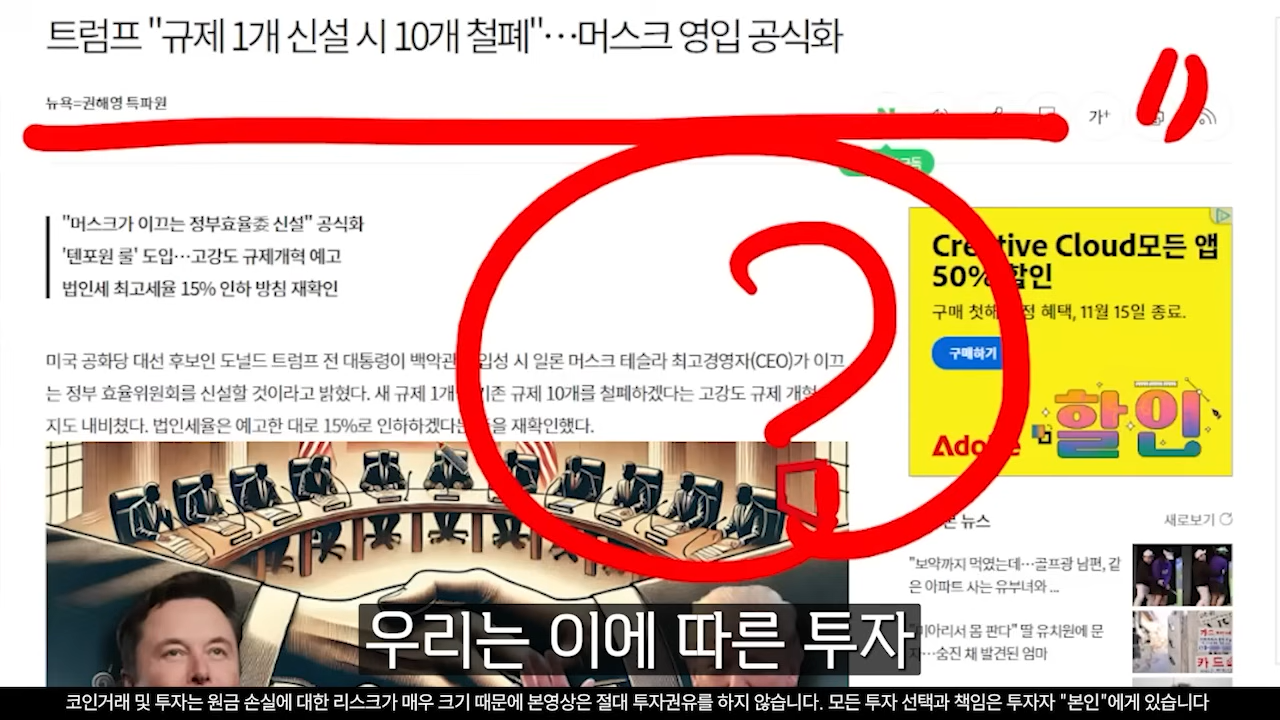 트럼프 "규제 1개 신설 시 10개 철폐"…머스크 영입 공식화
뉴욕=권해영 특파원
가+
"머스크가 이끄는 정부효율委 신설" 공식화
'텐포원 룰' 도입…고강도 규제개혁 예고
법인세 최고세율 15% 인하 방침 재확인
미국 공화당 대선 후보인 도널드 트럼프 전 대통령이 백악관 입성 시 일론 머스크 테슬라 최고경영자(CEO)가 이끄
는 정부 효율위원회를 신설할 것이라고 밝혔다. 새 규제 1개 기존 규제 10개를 철폐하겠다는 고강도 규제 개혁
지도 내비쳤다. 법인세율은 예고한 대로 15%로 인하하겠다는 을 재확인했다.
Creative Cloud모든 앱
50% 할인
구매 첫해 혜택, 11월 15일 종료.
구매하기
할인
Adobe
뉴스
새로보기
"보약까지 먹였는데…골프광 남편, 같
은 아파트 사는 유부녀와 ...
"미아리서 몸 판다" 딸 유치원에 문
자…숨진 채 발견된 엄마
우리는 이에 따른 투자
코인거래 및 투자는 원금 손실에 대한 리스크가 매우 크기 때문에 본영상은 절대 투자권유를 하지 않습니다. 모든 투자 선택과 책임은 투자자 "본인"에게 있습니다